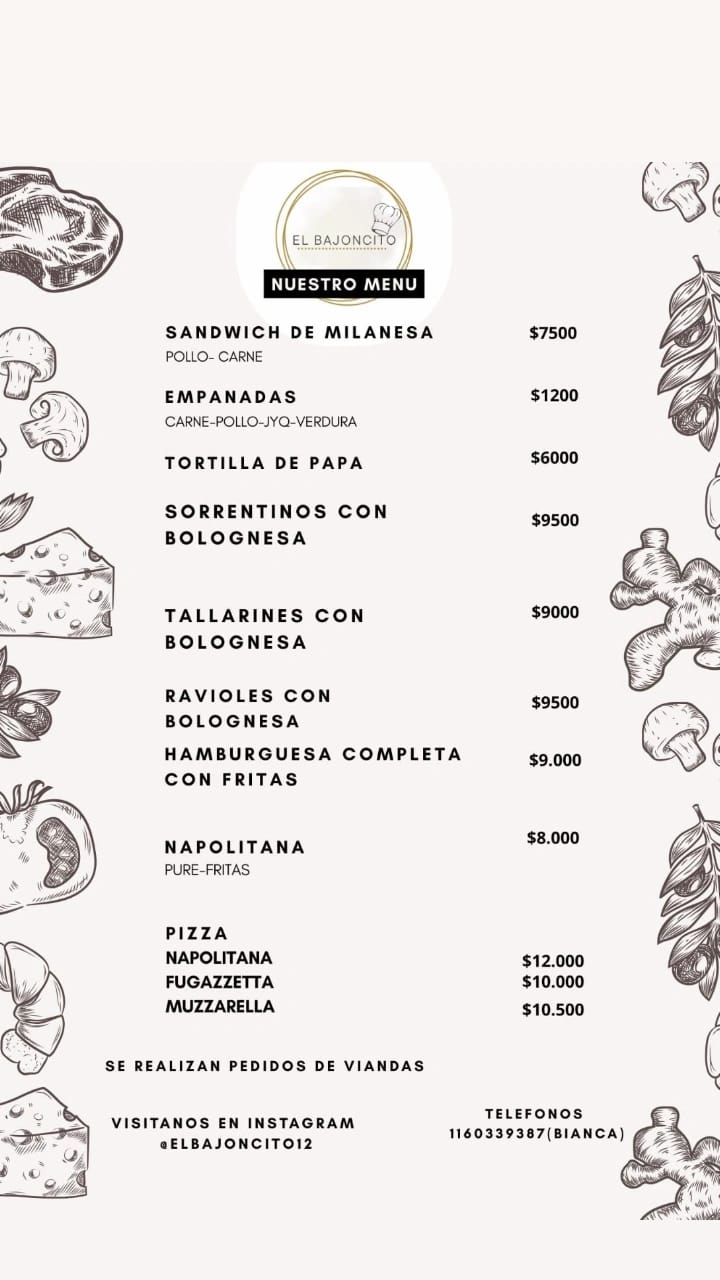 EL BAJONCITO
NUESTRO MENU
SANDWICH DE MILANESA $7500
POLLO- CARNE
EMPANADAS $1200
CARNE-POLLO-JYQ-VERDURA
TORTILLA DE PAPA $6000
SORRENTINOS CON $9500
BOLOGNESA
TALLARINES CON $9000
BOLOGNESA
RAVIOLES CON $9500
BOLOGNESA
HAMBURGUESA COMPLETA $9.000
CON FRITAS
NAPOLITANA $8.000
PURE-FRITAS
PIZZA
NAPOLITANA $12.000
FUGAZZETTA $10.000
MUZZARELLA $10.500
SE REALIZAN PEDIDOS DE VIANDAS
VISITANOS EN INSTAGRAM
@ELBAJONCITO12
TELEFONOS
1160339387(BIANCA)